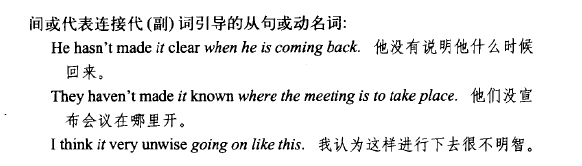 间或代表连接代(副)词引导的从句或动名词:
He hasn't made it clear when he is coming back. 他没有说明他什么时候
回来。
They haven't made it known where the meeting is to take place. 他们没宣
布会议在哪里开。
I think it very unwise going on like this. 我认为这样进行下去很不明智。